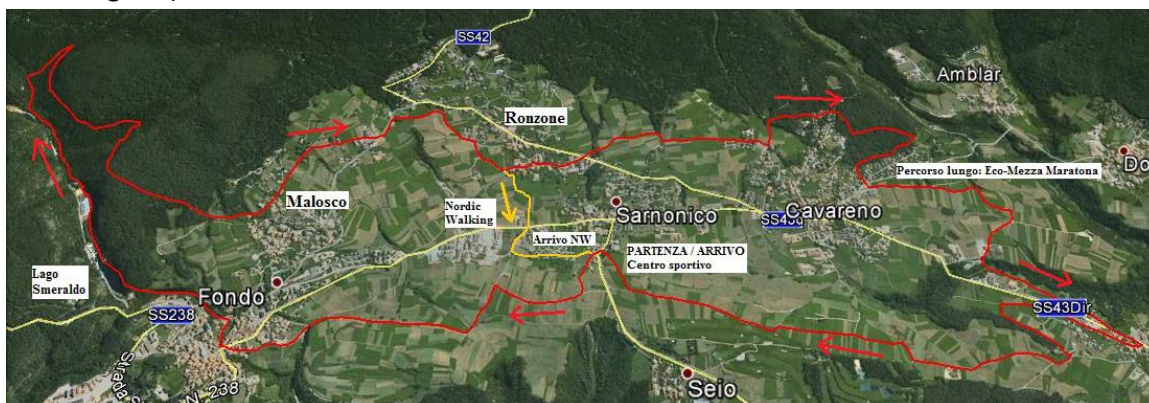 SS42
Amblar
Ronzone
Do
Percorso lungo: Eco-Mezza Maratona
Malosco
Nordic
Walking
Sarnonico
Cavareno
Arrivo NW
PARTENZA / ARRIVO
Centro sportivo
Lago
Smeraldo
Fondo
SS238
SS43Dir
Seio
238